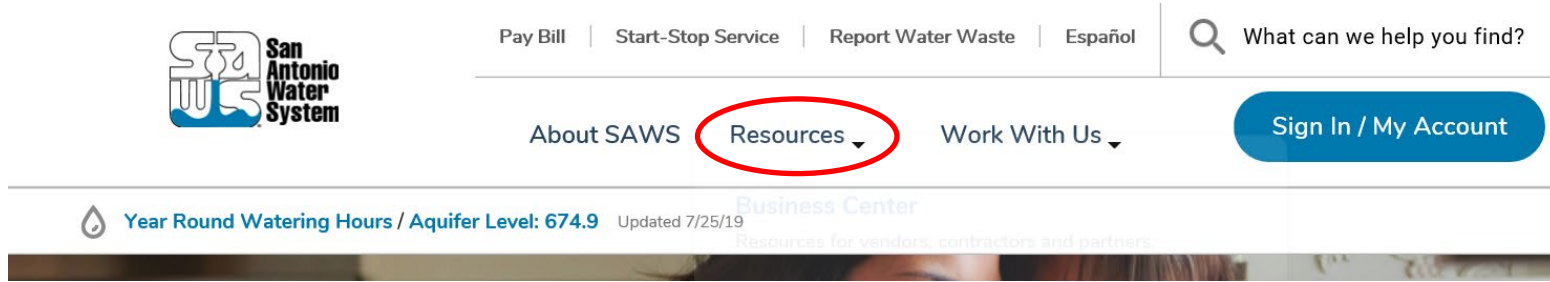 San
Antonio
Water
System
Pay Bill | Start-Stop Service | Report Water Waste | Español
What can we help you find?
About SAWS Resources Work With Us
Sign In / My Account
Year Round Watering Hours / Aquifer Level: 674.9 Updated 7/25/19
Business Center
Resources for vendors, contractors and partners.